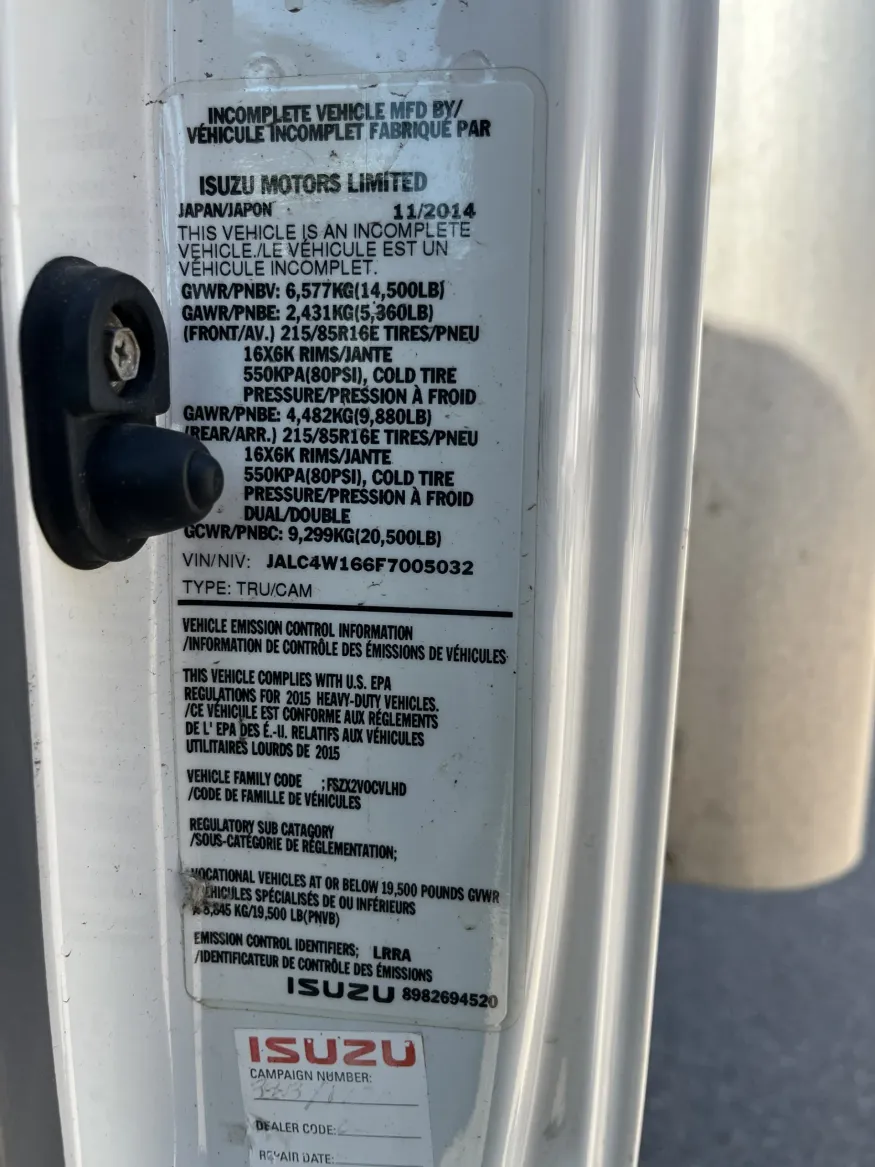 INCOMPLETE VEHICLE MFD BY/
VÉHICULE INCOMPLET FABRIQUÉ PAR
ISUZU MOTORS LIMITED
JAPAN/JAPON 11/2014
THIS VEHICLE IS AN INCOMPLETE
VEHICLE./LE VÉHICULE EST UN
VÉHICULE INCOMPLET.
GVWR/PNBV: 6,577KG(14,500LB)
GAWR/PNBE: 2,431KG(5,360LB)
(FRONT/AV.) 215/85R16E TIRES/PNEU
16X6K RIMS/JANTE
550KPA(80PSI), COLD TIRE
PRESSURE/PRESSION À FROID
GAWR/PNBE: 4,482KG(9,880LB)
(REAR/ARR.) 215/85R16E TIRES/PNEU
16X6K RIMS/JANTE
550KPA(80PSI), COLD TIRE
PRESSURE/PRESSION À FROID
DUAL/DOUBLE
GCWR/PNBC: 9,299KG(20,500LB)
VIN/NIV: JALC4W166F7005032
TYPE: TRU/CAM
VEHICLE EMISSION CONTROL INFORMATION
/INFORMATION DE CONTRÔLE DES ÉMISSIONS DE VÉHICULES
THIS VEHICLE COMPLIES WITH U.S. EPA
REGULATIONS FOR 2015 HEAVY-DUTY VEHICLES.
/CE VÉHICULE EST CONFORME AUX RÉGLEMENTS
DE L' EPA DES É.-U. RELATIFS AUX VÉHICULES
UTILITAIRES LOURDS DE 2015
VEHICLE FAMILY CODE ; FSZX2VOCVLHD
/CODE DE FAMILLE DE VÉHICULES
REGULATORY SUB CATAGORY
/SOUS-CATÉGORIE DE RÉGLEMENTATION;
VOCATIONAL VEHICLES AT OR BELOW 19,500 POUNDS GVWR
VÉHICULES SPÉCIALISÉS DE OU INFÉRIEURS
À 8,845 KG/19,500 LB(PNVB)
EMISSION CONTROL IDENTIFIERS; LRRA
/IDENTIFICATEUR DE CONTRÔLE DES ÉMISSIONS
ISUZU 8982694520
ISUZU
CAMPAIGN NUMBER:
DEALER CODE:
REPAIR DATE: